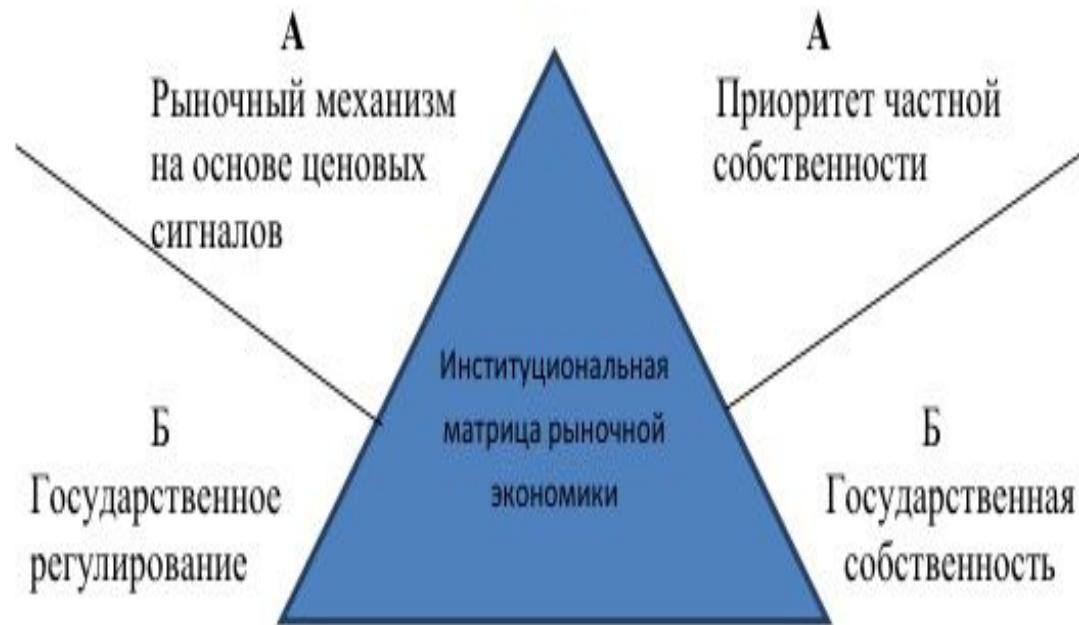 А
Рыночный механизм
на основе ценовых
сигналов
А
Приоритет частной
собственности
Институциональная
матрица рыночной
экономики
Б
Государственное
регулирование
Б
Государственная
собственность